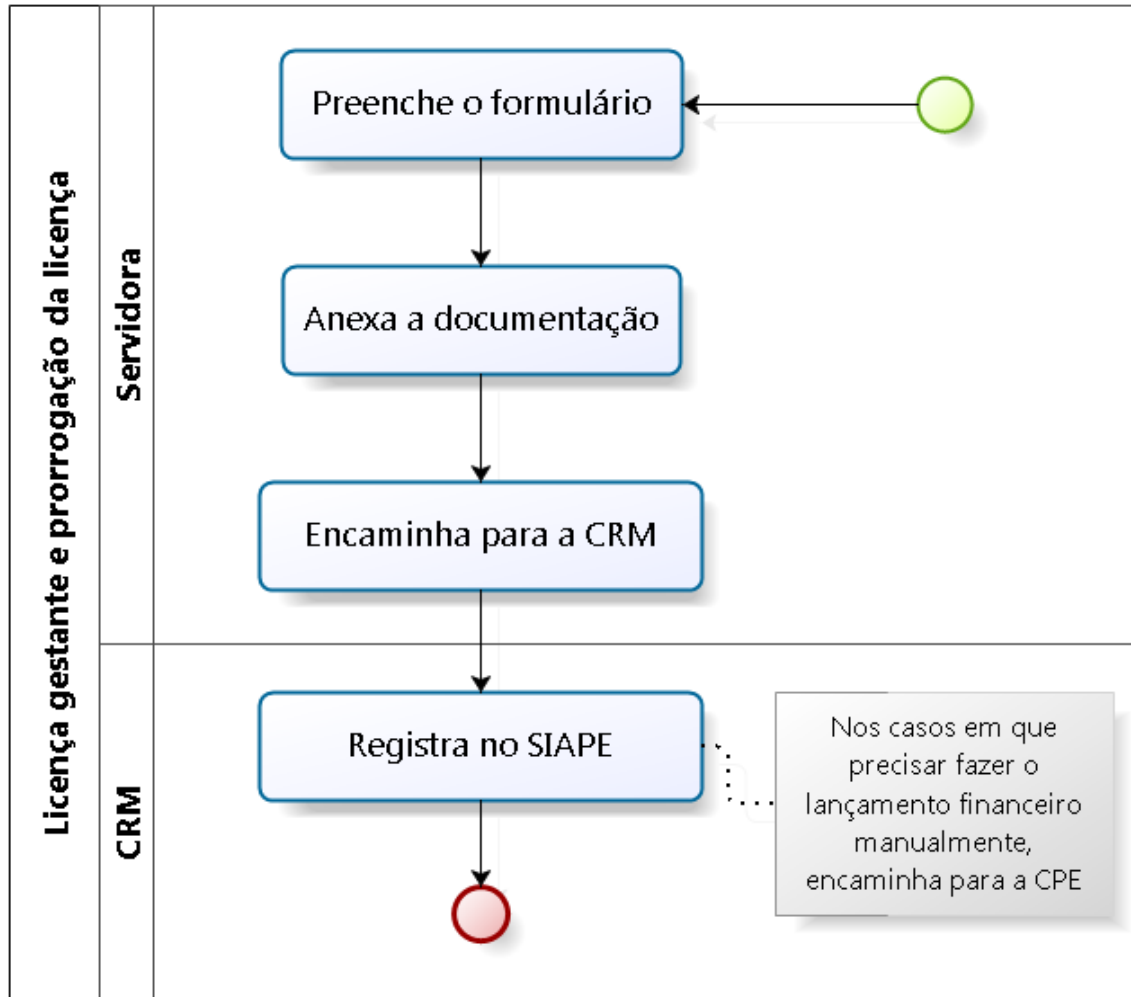 Licença gestante e prorrogação da licença
Servidora
Preenche o formulário
Anexa a documentação
Encaminha para a CRM
CRM
Registra no SIAPE
Nos casos em que
precisar fazer o
lançamento financeiro
manualmente,
encaminha para a CPE